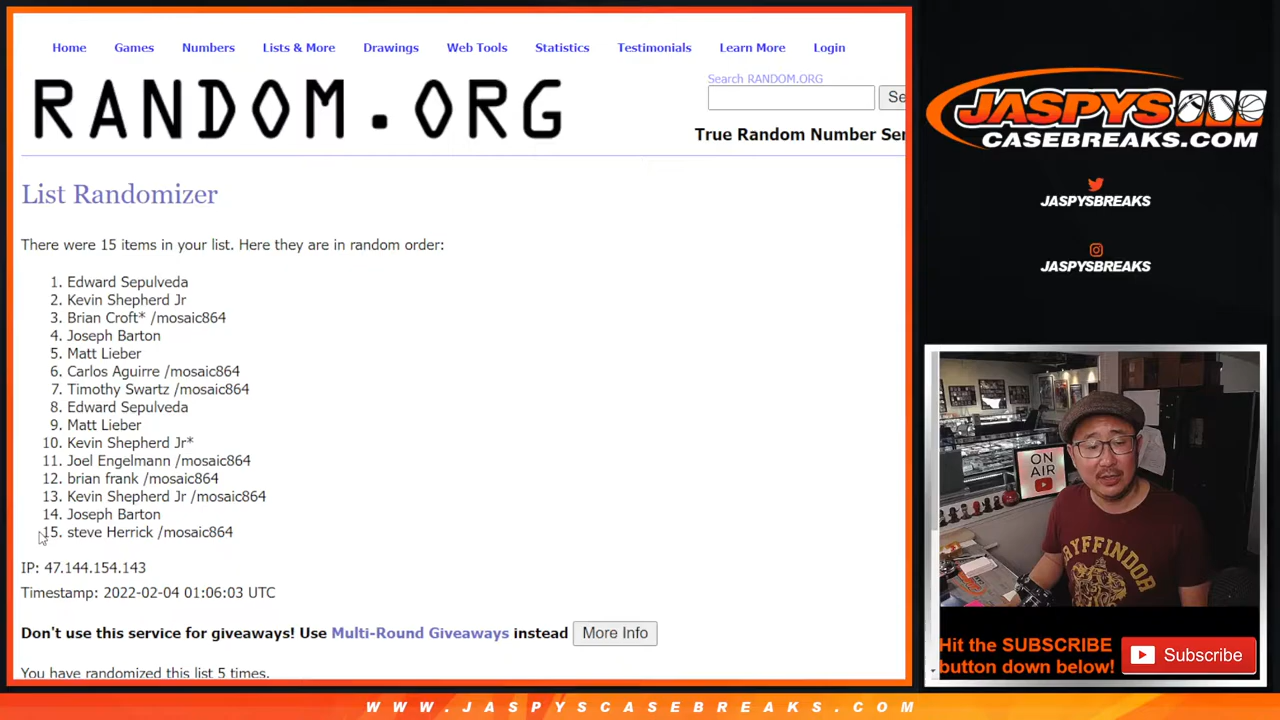 Home Games Numbers Lists & More Drawings Web Tools Statistics Testimonials Learn More Login
RANDOM.ORG
Search RANDOM.ORG
Se
True Random Number Ser
List Randomizer
There were 15 items in your list. Here they are in random order:
1. Edward Sepulveda
2. Kevin Shepherd Jr
3. Brian Croft* /mosaic864
4. Joseph Barton
5. Matt Lieber
6. Carlos Aguirre /mosaic864
7. Timothy Swartz /mosaic864
8. Edward Sepulveda
9. Matt Lieber
10. Kevin Shepherd Jr*
11. Joel Engelmann /mosaic864
12. brian frank /mosaic864
13. Kevin Shepherd Jr /mosaic864
14. Joseph Barton
15. steve Herrick /mosaic864
IP: 47.144.154.143
Timestamp: 2022-02-04 01:06:03 UTC
Don't use this service for giveaways! Use Multi-Round Giveaways instead More Info
You have randomized this list 5 times.
JASPYS
CASEBREAKS.COM
JASPYSBREAKS
JASPYSBREAKS
ON
AIR
GRYFFINDOR
Hit the SUBSCRIBE
button down below!
Subscribe
WWW.JASPYSCASEBREAKS.COM